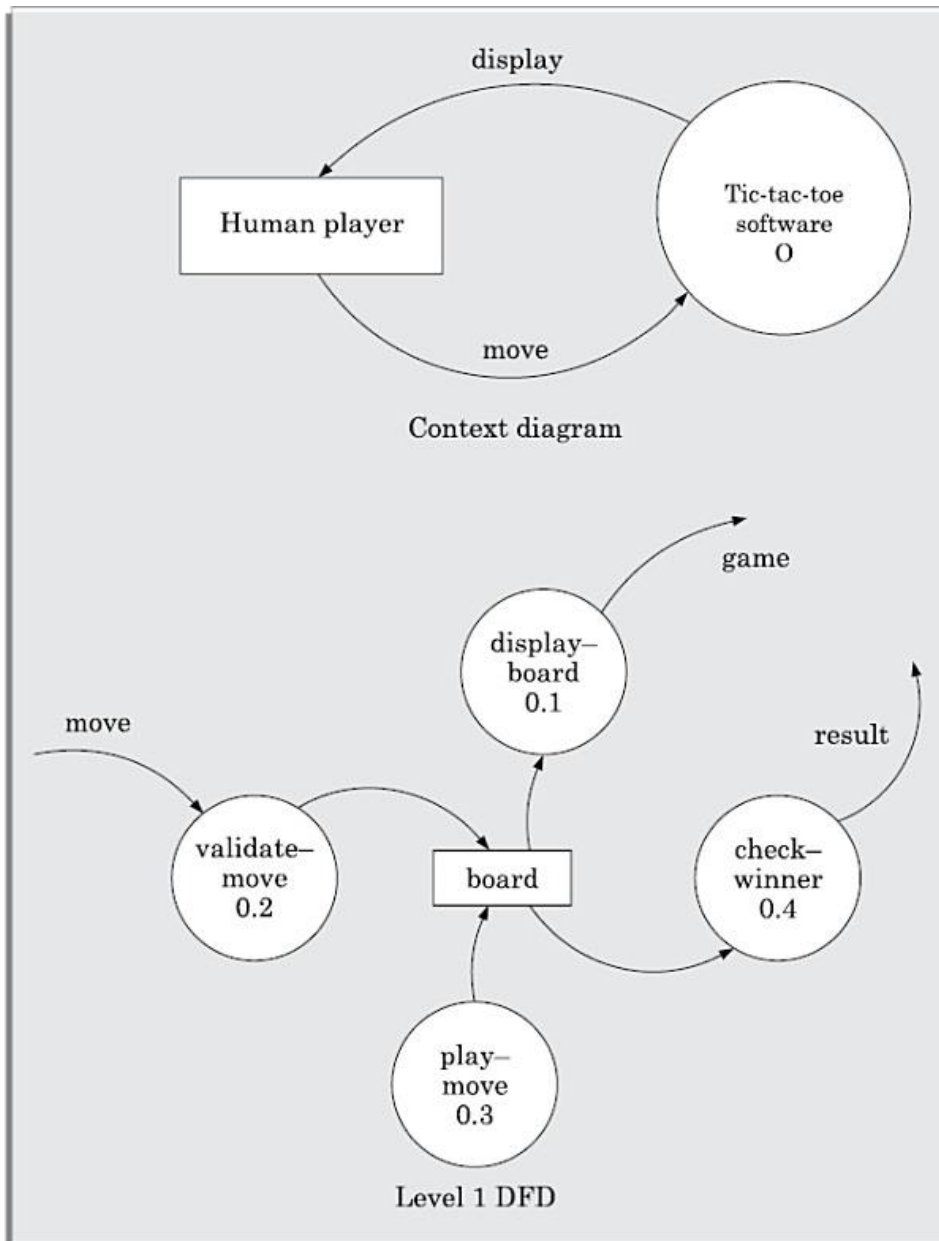 display
Human player
Tic-tac-toe
software
O
move
Context diagram
game
display–
board
0.1
move
result
validate–
move
0.2
board
check–
winner
0.4
play–
move
0.3
Level 1 DFD